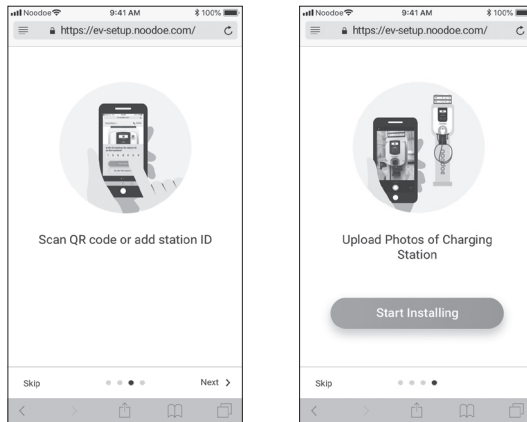 Noodoe 9:41 AM 100%
https://ev-setup.noodoe.com/
Scan QR code or add station ID
Skip Next >
Noodoe 9:41 AM 100%
https://ev-setup.noodoe.com/
Upload Photos of Charging
Station
Start Installing
Skip